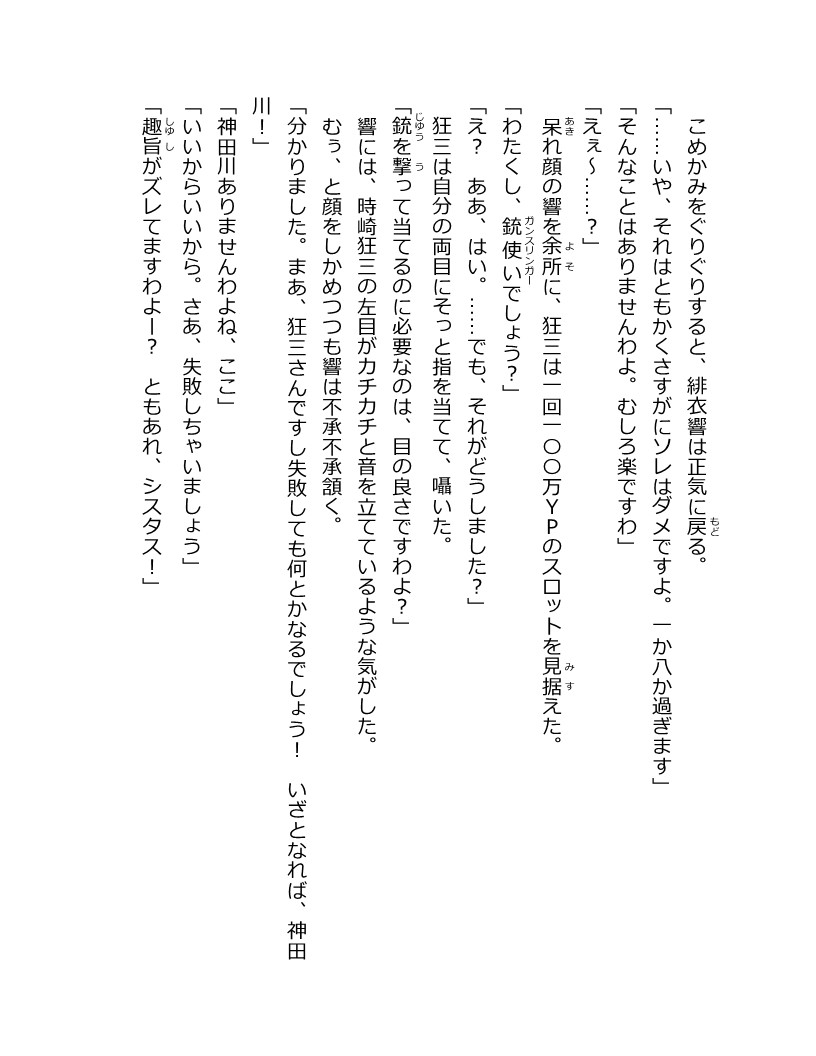 こめかみをぐりぐりすると、緋衣響は正気に戻る。
「……いや、それはともかくさすがにソレはダメですよ。一か八か過ぎます」
「そんなことはありませんわよ。むしろ楽ですわ」
「えぇ～……？」
呆れ顔の響を余所に、狂三は一回一〇〇万ＹＰのスロットを見据えた。
「わたくし、銃使いでしょう？」
「え？　ああ、はい。……でも、それがどうしました？」
狂三は自分の両目にそっと指を当てて、囁いた。
「銃を撃って当てるのに必要なのは、目の良さですわよ？」
響には、時崎狂三の左目がカチカチと音を立てているような気がした。
むぅ、と顔をしかめつつも響は不承不承頷く。
「分かりました。まあ、狂三さんですし失敗しても何とかなるでしょう！　いざとなれば、神田
川！」
「神田川ありませんわよね、ここ」
「いいからいいから。さあ、失敗しちゃいましょう」
「趣旨がズレてますわよー？　ともあれ、シスタス！」